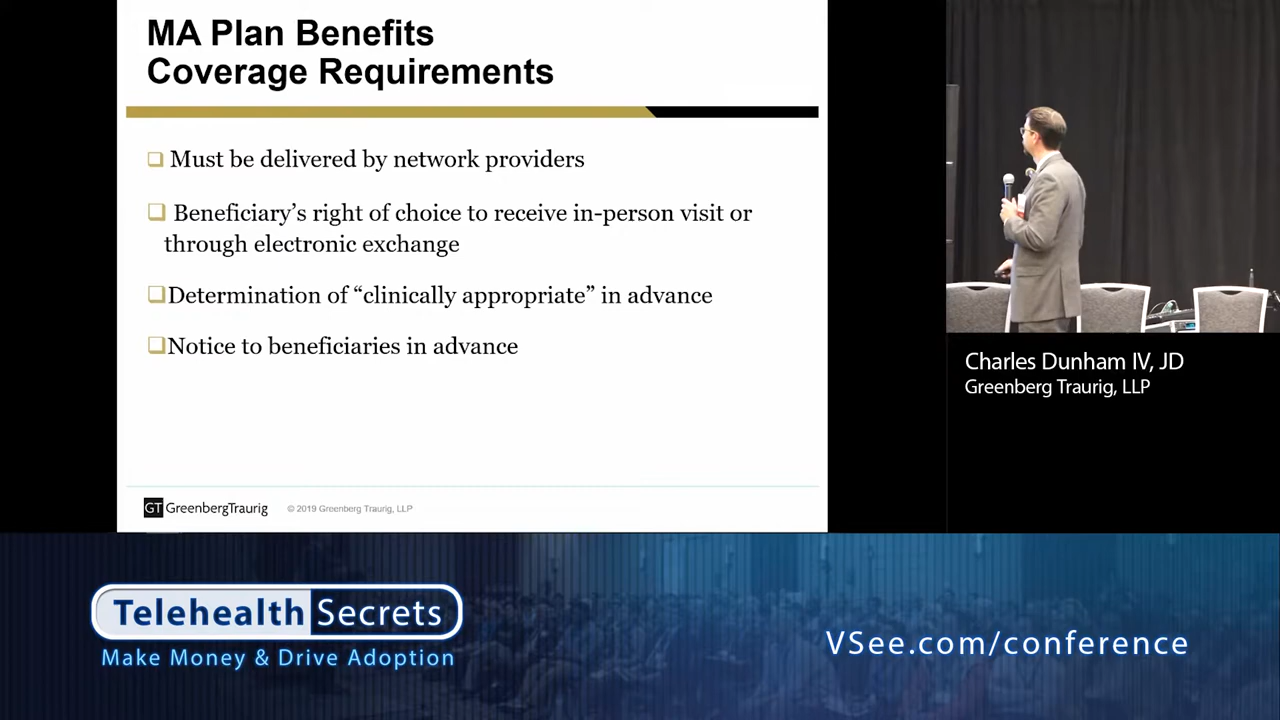 MA Plan Benefits
Coverage Requirements
Must be delivered by network providers
Beneficiary’s right of choice to receive in-person visit or
through electronic exchange
Determination of “clinically appropriate” in advance
Notice to beneficiaries in advance
GT GreenbergTraurig
© 2019 Greenberg Traurig, LLP
Charles Dunham IV, JD
Greenberg Traurig, LLP
Telehealth Secrets
Make Money & Drive Adoption
VSee.com/conference